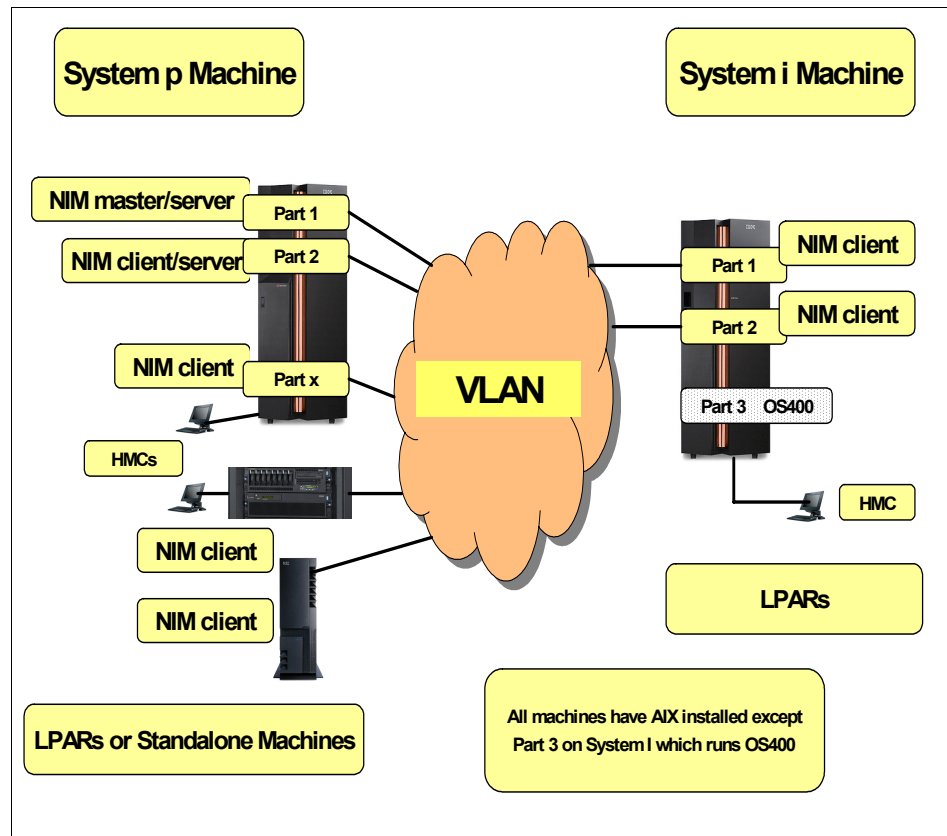 System p Machine
System i Machine
NIM master/server
Part 1
NIM client/server
Part 2
NIM client
Part x
HMCs
NIM client
NIM client
LPARs or Standalone Machines
VLAN
NIM client
Part 1
NIM client
Part 2
Part 3 OS400
HMC
LPARs
All machines have AIX installed except
Part 3 on System I which runs OS400